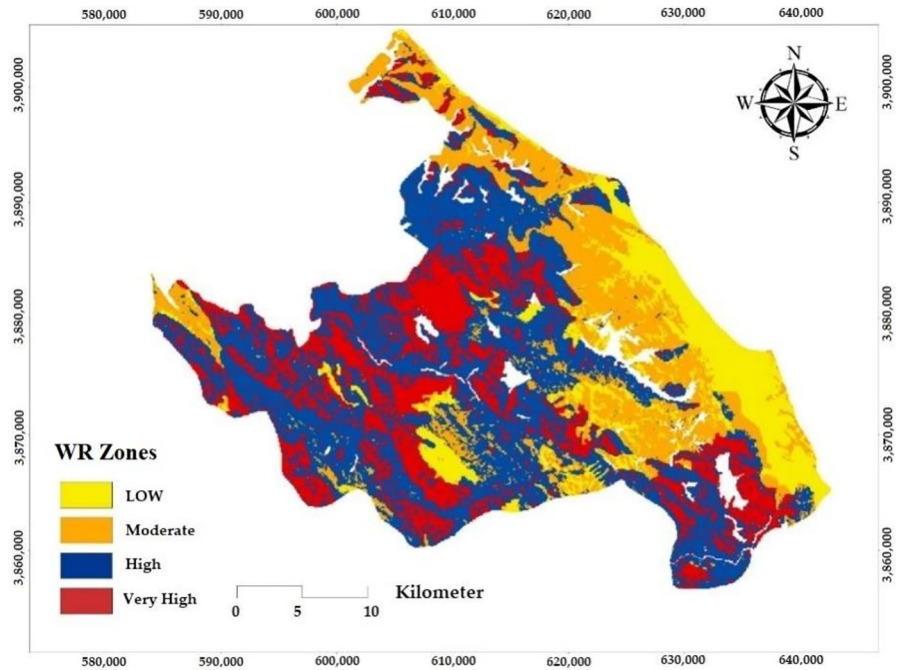 580,000 590,000 600,000 610,000 620,000 630,000 640,000
3,900,000 3,900,000
N
W E
S
3,890,000 3,890,000
3,880,000 3,880,000
3,870,000 3,870,000
WR Zones
LOW
Moderate
High
Very High
3,860,000 3,860,000
Kilometer
0 5 10
580,000 590,000 600,000 610,000 620,000 630,000 640,000